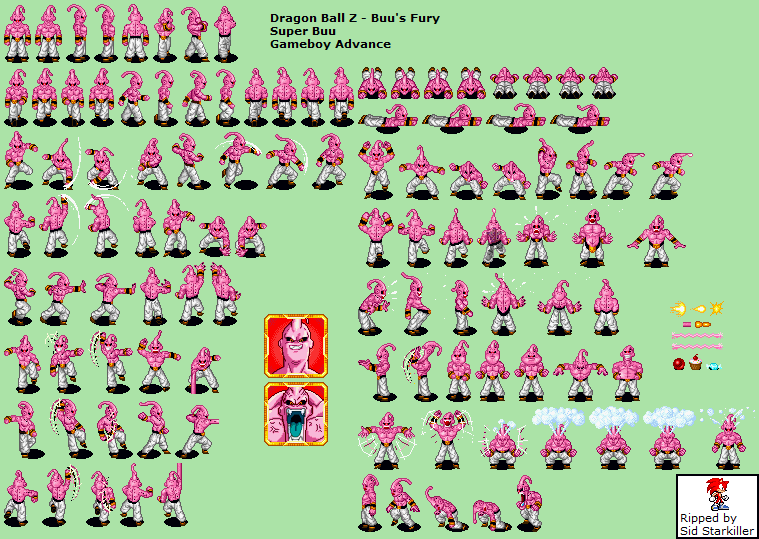 Dragon Ball Z - Buu's Fury
Super Buu
Gameboy Advance
Ripped by
Sid Starkiller